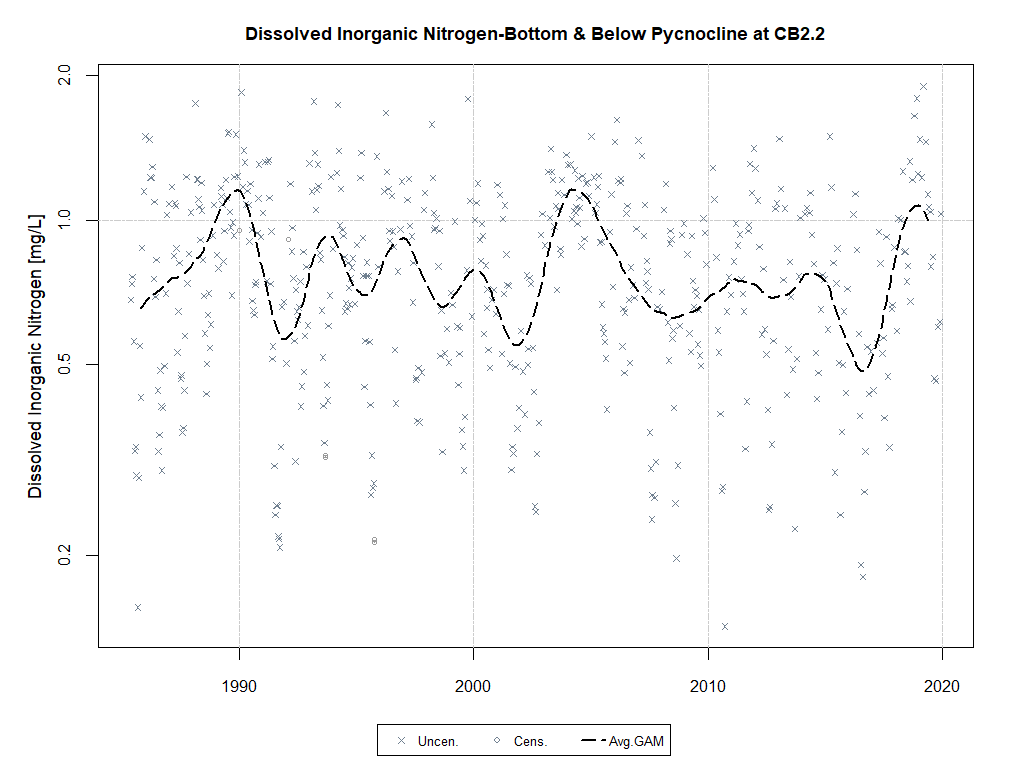 Dissolved Inorganic Nitrogen-Bottom & Below Pycnocline at CB2.2
Dissolved Inorganic Nitrogen [mg/L]
2.0
1.0
0.5
0.2
1990 2000 2010 2020
Uncen. Cens. Avg.GAM